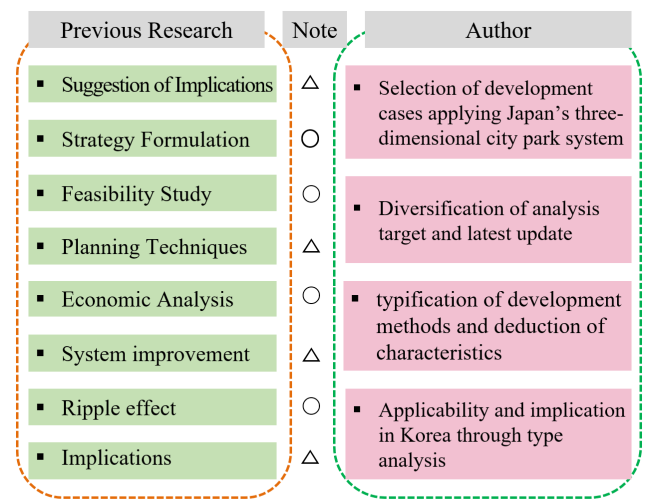 Previous Research
Note
Author
▪ Suggestion of Implications
△
▪ Strategy Formulation
○
▪ Feasibility Study
○
▪ Planning Techniques
△
▪ Economic Analysis
○
▪ System improvement
△
▪ Ripple effect
○
▪ Implications
△
▪ Selection of development
cases applying Japan's three-
dimensional city park system
▪ Diversification of analysis
target and latest update
▪ typification of development
methods and deduction of
characteristics
▪ Applicability and implication
in Korea through type
analysis